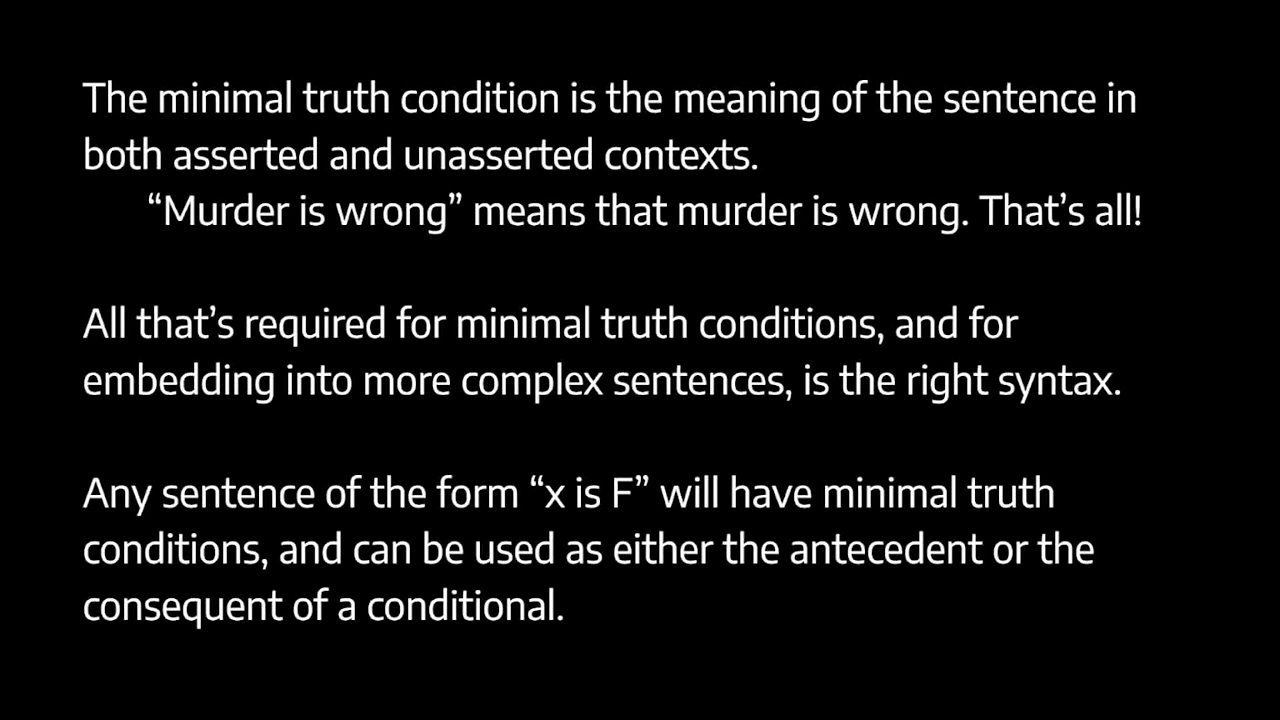 The minimal truth condition is the meaning of the sentence in
both asserted and unasserted contexts.
“Murder is wrong” means that murder is wrong. That’s all!
All that’s required for minimal truth conditions, and for
embedding into more complex sentences, is the right syntax.
Any sentence of the form “x is F” will have minimal truth
conditions, and can be used as either the antecedent or the
consequent of a conditional.